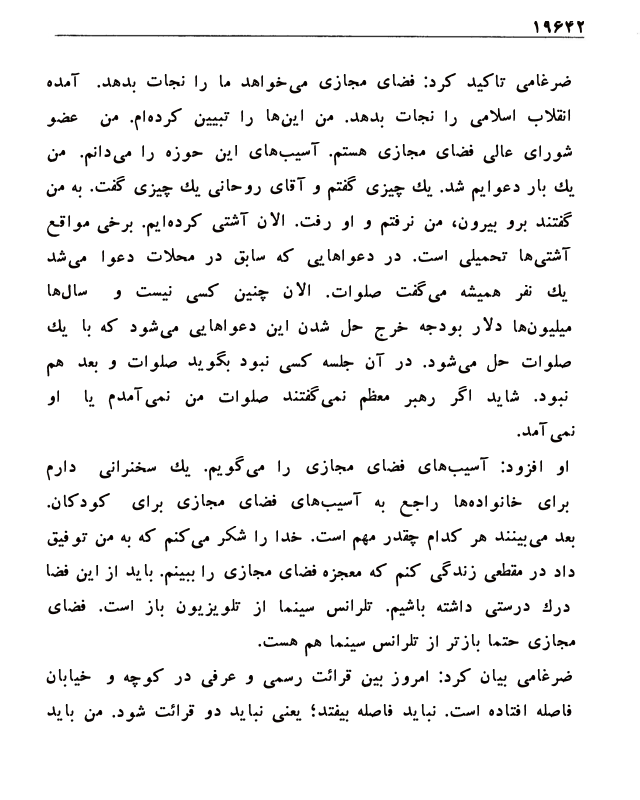 ۱۹۶۴۲
ضرغامی تاکید کرد: فضای مجازی می‌خواهد ما را نجات بدهد. آمده
انقلاب اسلامی را نجات بدهد. من این‌ها را تبیین کرده‌ام. من عضو
شورای عالی فضای مجازی هستم. آسیب‌های این حوزه را می‌دانم. من
یك بار دعوایم شد. یك چیزی گفتم و آقای روحانی یك چیزی گفت. به من
گفتند برو بیرون، من نرفتم و او رفت. الان آشتی کرده‌ایم. برخی مواقع
آشتی‌ها تحمیلی است. در دعواهایی که سابق در محلات دعوا می‌شد
یك نفر همیشه می‌گفت صلوات. الان چنین کسی نیست و سال‌ها
میلیون‌ها دلار بودجه خرج حل شدن این دعواهایی می‌شود که با یك
صلوات حل می‌شود. در آن جلسه کسی نبود بگوید صلوات و بعد هم
نبود. شاید اگر رهبر معظم نمی‌گفتند صلوات من نمی‌آمدم یا او
نمی‌آمد.
او افزود: آسیب‌های فضای مجازی را می‌گویم. یك سخنرانی دارم
برای خانواده‌ها راجع به آسیب‌های فضای مجازی برای کودکان.
بعد می‌بینند هر کدام چقدر مهم است. خدا را شکر می‌کنم که به من توفیق
داد در مقطعی زندگی کنم که معجزه فضای مجازی را ببینم. باید از این فضا
درك درستی داشته باشیم. تلرانس سینما از تلویزیون باز است. فضای
مجازی حتما بازتر از تلرانس سینما هم هست.
ضرغامی بیان کرد: امروز بین قرائت رسمی و عرفی در کوچه و خیابان
فاصله افتاده است. نباید فاصله بیفتد؛ یعنی نباید دو قرائت شود. من باید